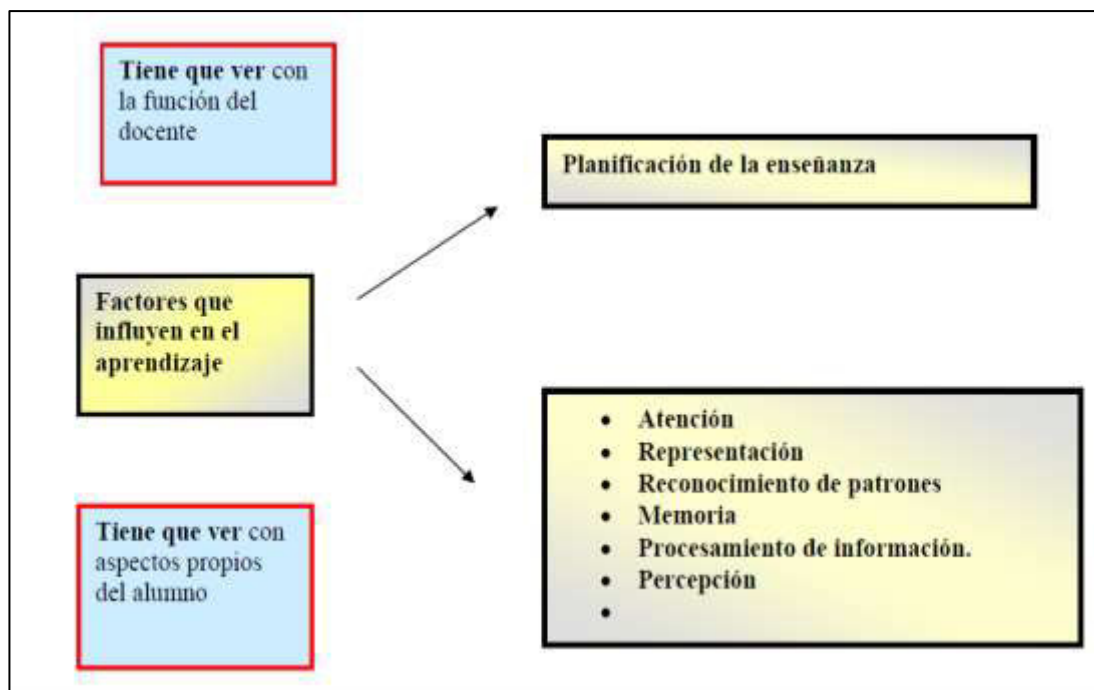 Tiene que ver con
la función del
docente
Planificación de la enseñanza
Factores que
influyen en el
aprendizaje
• Atención
• Representación
• Reconocimiento de patrones
• Memoria
• Procesamiento de información.
• Percepción
•
Tiene que ver con
aspectos propios
del alumno